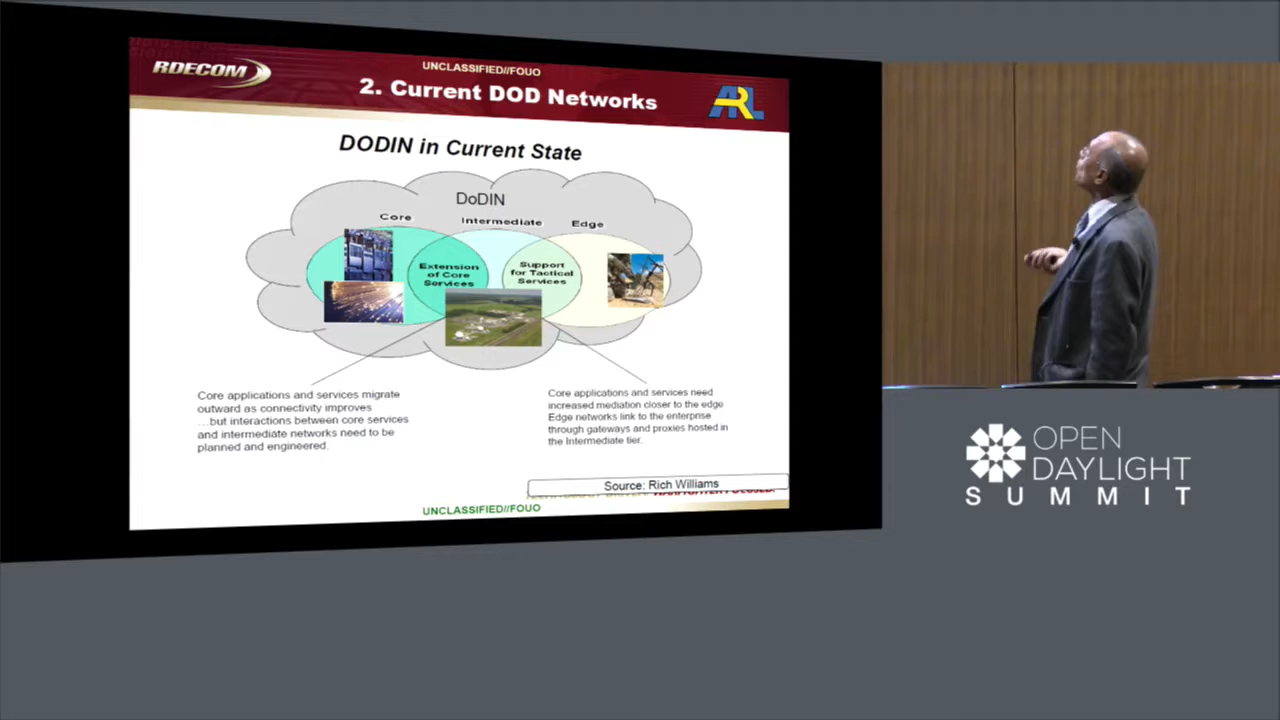 RDECOM
UNCLASSIFIED//FOUO
2. Current DOD Networks
ARL
DODIN in Current State
DoDIN
Core
Intermediate
Edge
Extension
of Core
Services
Support
for Tactical
Services
Core applications and services migrate
outward as connectivity improves
...but interactions between core services
and intermediate networks need to be
planned and engineered.
Core applications and services need
increased mediation closer to the edge
Edge networks link to the enterprise
through gateways and proxies hosted in
the Intermediate tier.
Source: Rich Williams
UNCLASSIFIED//FOUO
OPEN
DAYLIGHT
SUMMIT